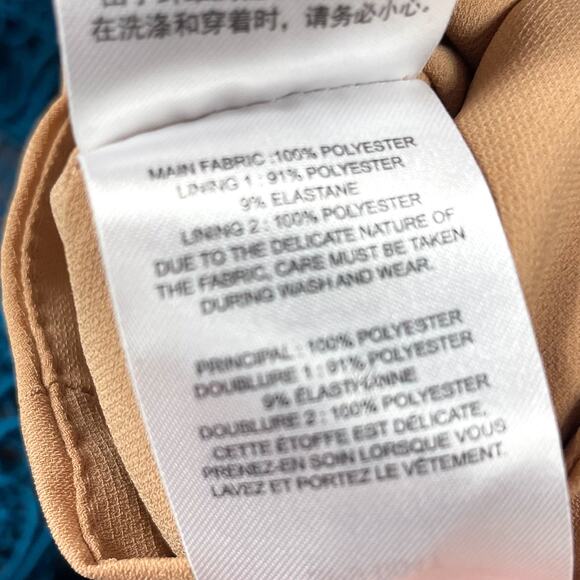 在洗涤和穿着时，请务必小心。
MAIN FABRIC :100% POLYESTER
LINING 1 : 91% POLYESTER
9% ELASTANE
LINING 2 : 100% POLYESTER
DUE TO THE DELICATE NATURE OF
THE FABRIC, CARE MUST BE TAKEN
DURING WASH AND WEAR.
PRINCIPAL : 100% POLYESTER
DOUBLURE 1 : 91% POLYESTER
9% ÉLASTHANNE
DOUBLURE 2 : 100% POLYESTER
CETTE ÉTOFFE EST DÉLICATE,
PRENEZ-EN SOIN LORSQUE VOUS
LAVEZ ET PORTEZ LE VÊTEMENT.